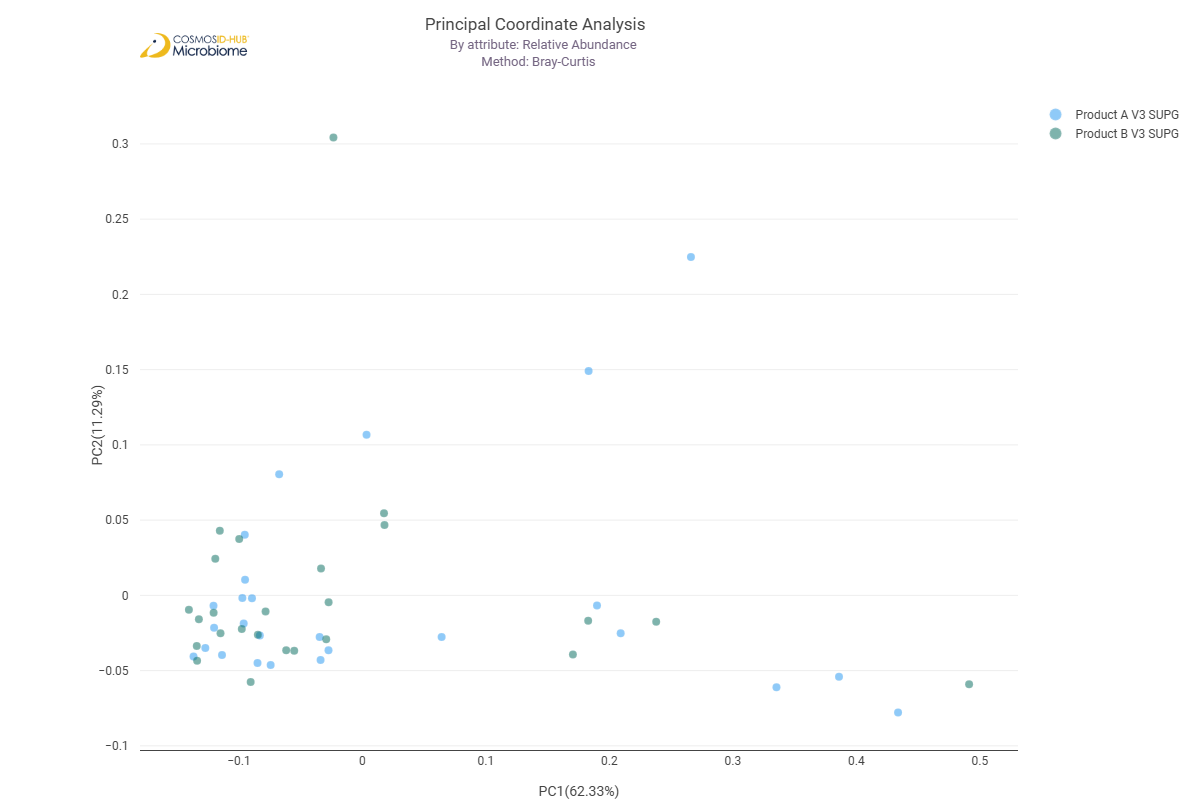 Principal Coordinate Analysis
By attribute: Relative Abundance
Method: Bray-Curtis
COSMOSID-HUB
Microbiome
Product A V3 SUPG
Product B V3 SUPG
0.3
0.25
0.2
0.15
0.1
0.05
0
−0.05
−0.1
PC2(11.29%)
−0.1 0 0.1 0.2 0.3 0.4 0.5
PC1(62.33%)